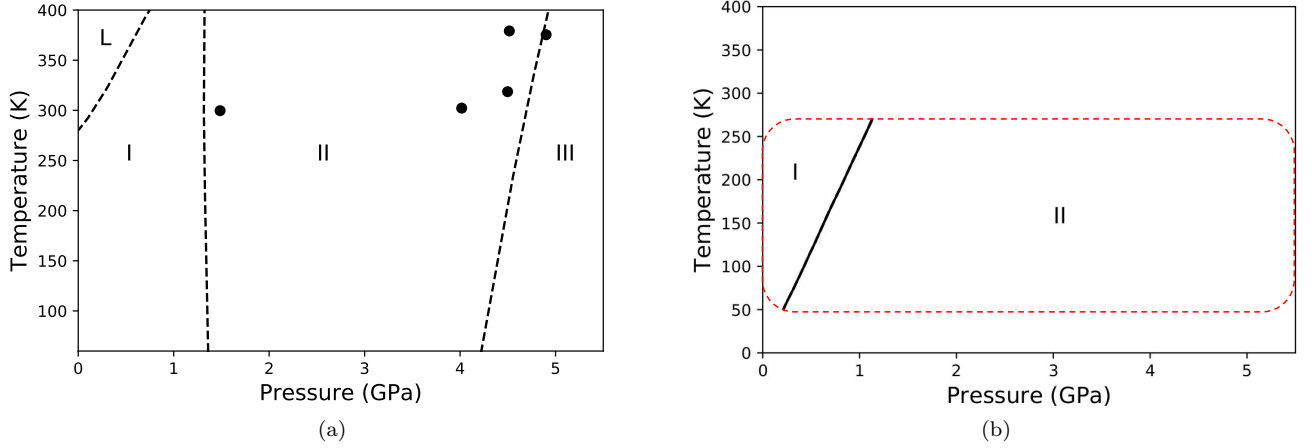 400
350
300
250
200
150
100
Temperature (K)
L
I
II
III
0 1 2 3 4 5
Pressure (GPa)
(a)
400
350
300
250
200
150
100
50
0
Temperature (K)
I
II
0 1 2 3 4 5
Pressure (GPa)
(b)